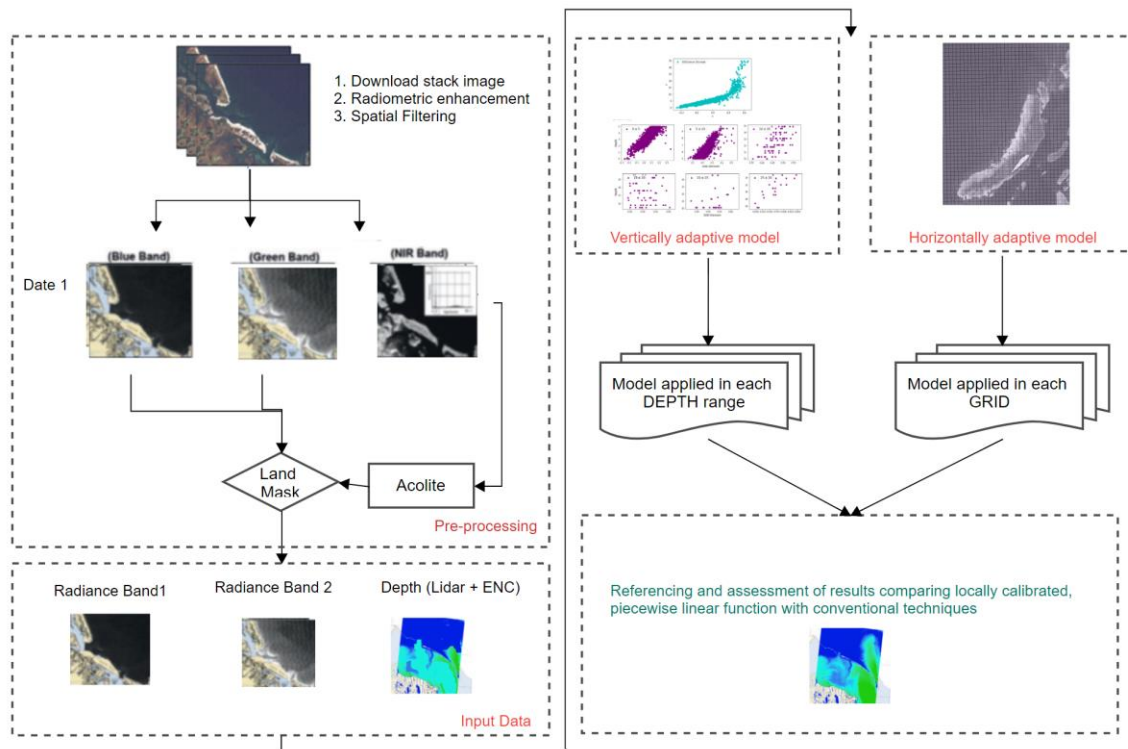 1. Download stack image
2. Radiometric enhancement
3. Spatial Filtering
(Blue Band)
(Green Band)
(NIR Band)
Date 1
Land
Mask
Acolite
Pre-processing
Radiance Band1
Radiance Band 2
Depth (Lidar + ENC)
Input Data
Vertically adaptive model
Horizontally adaptive model
Model applied in each
DEPTH range
Model applied in each
GRID
Referencing and assessment of results comparing locally calibrated,
piecewise linear function with conventional techniques